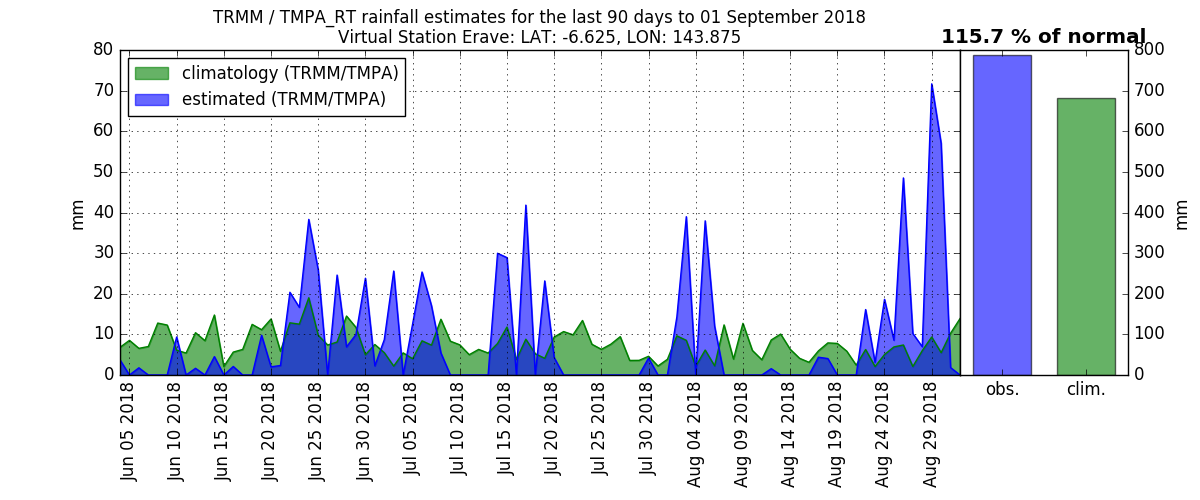 TRMM / TMPA_RT rainfall estimates for the last 90 days to 01 September 2018
Virtual Station Erave: LAT: -6.625, LON: 143.875
115.7 % of normal
climatology (TRMM/TMPA)
estimated (TRMM/TMPA)
80
70
60
50
40
30
20
10
0
mm
Jun 05 2018
Jun 10 2018
Jun 15 2018
Jun 20 2018
Jun 25 2018
Jun 30 2018
Jul 05 2018
Jul 10 2018
Jul 15 2018
Jul 20 2018
Jul 25 2018
Jul 30 2018
Aug 04 2018
Aug 09 2018
Aug 14 2018
Aug 19 2018
Aug 24 2018
Aug 29 2018
obs.
clim.
800
700
600
500
400
300
200
100
0
mm